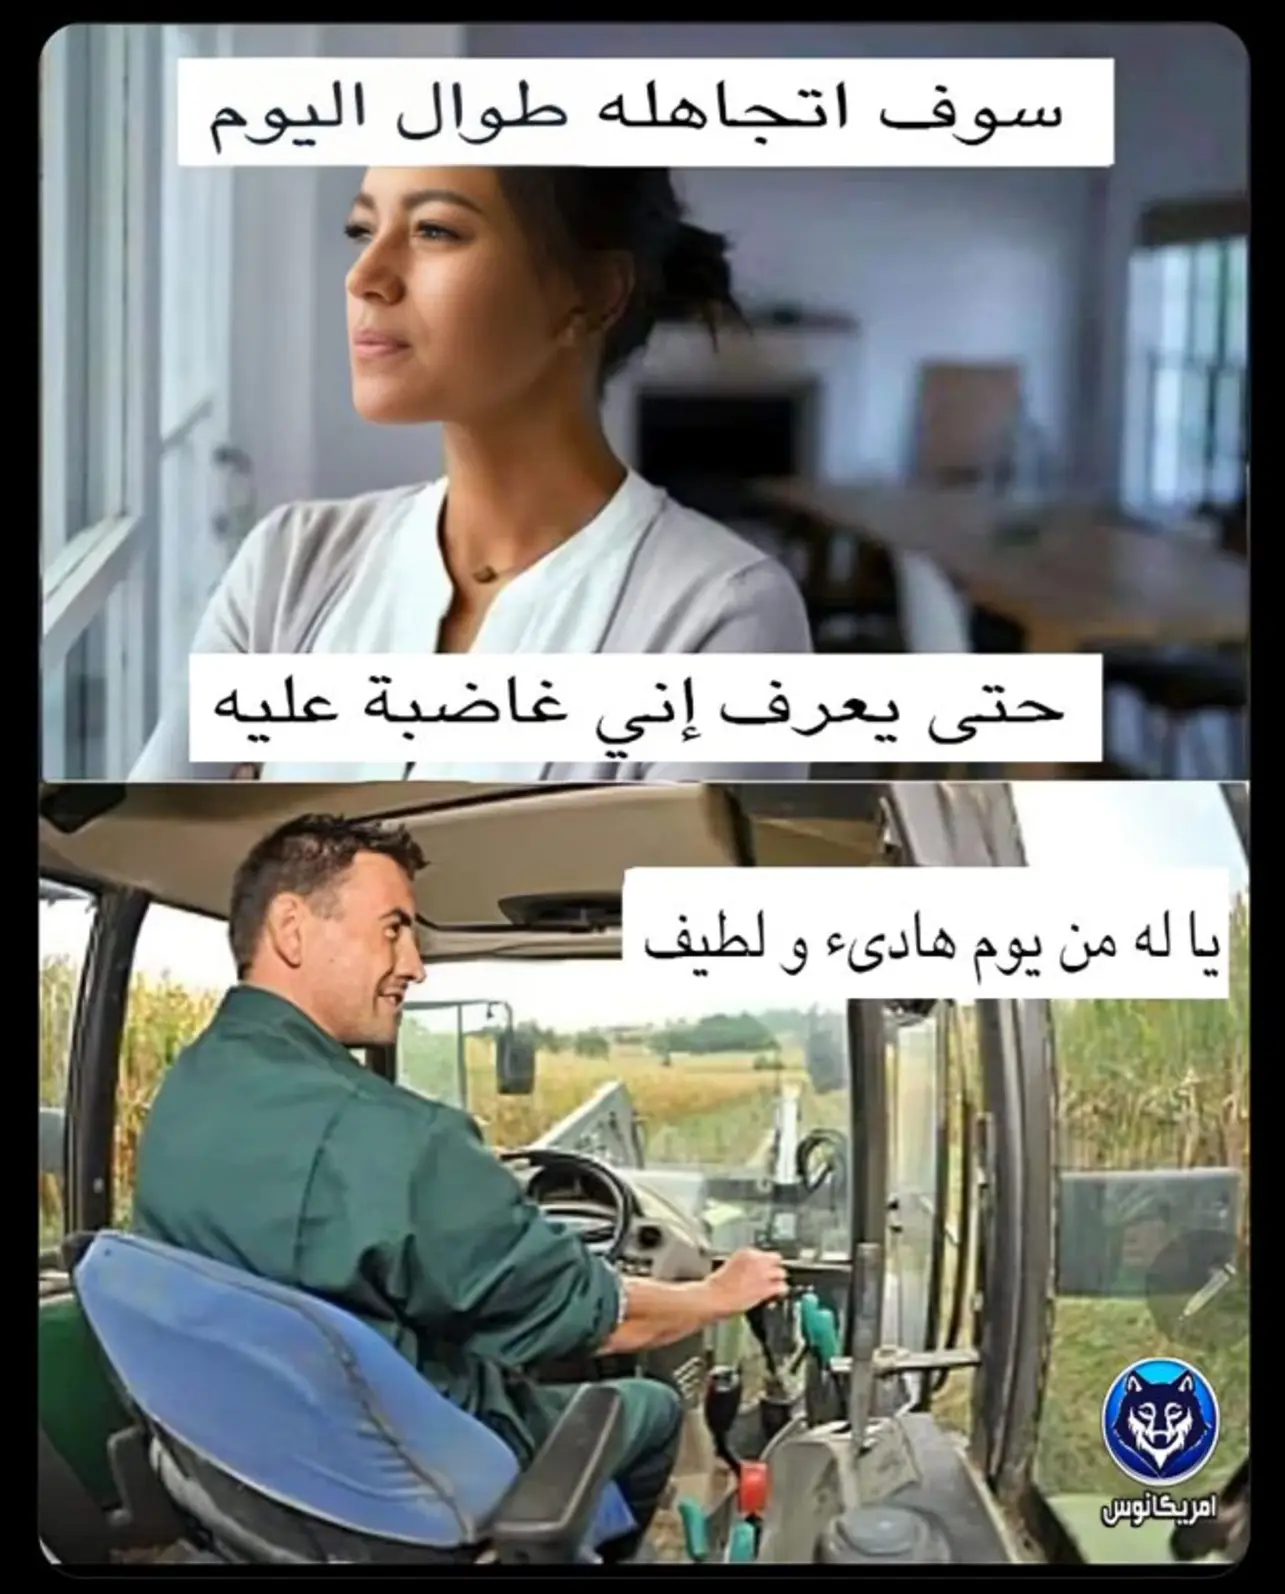 سوف اتجاهله طوال اليوم
حتى يعرف إني غاضبة عليه
يا له من يوم هادىء و لطيف
امريكانوس